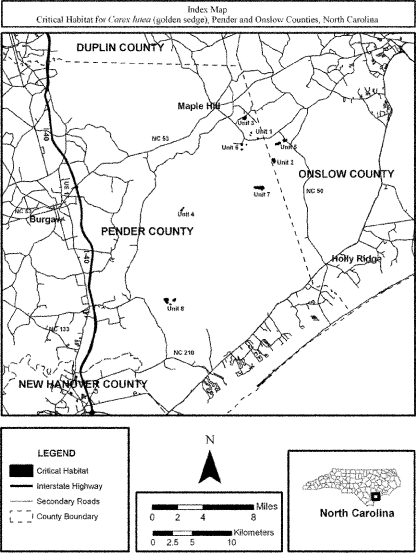 Index Map
Critical Habitat for Carex lutea (golden sedge), Pender and Onslow Counties, North Carolina
DUPLIN COUNTY
Maple Hill
Unit 3
Unit 1
I-40
NC 53
Unit 6
Unit 5
Unit 2
ONSLOW COUNTY
Unit 7
NC 50
Unit 4
Burgaw
PENDER COUNTY
I-40
Holly Ridge
Unit 8
NC 133
NC 210
NEW HANOVER COUNTY
LEGEND
Critical Habitat
Interstate Highway
Secondary Roads
County Boundary
N
Miles
0 2 4 8
Kilometers
0 2.5 5 10
North Carolina